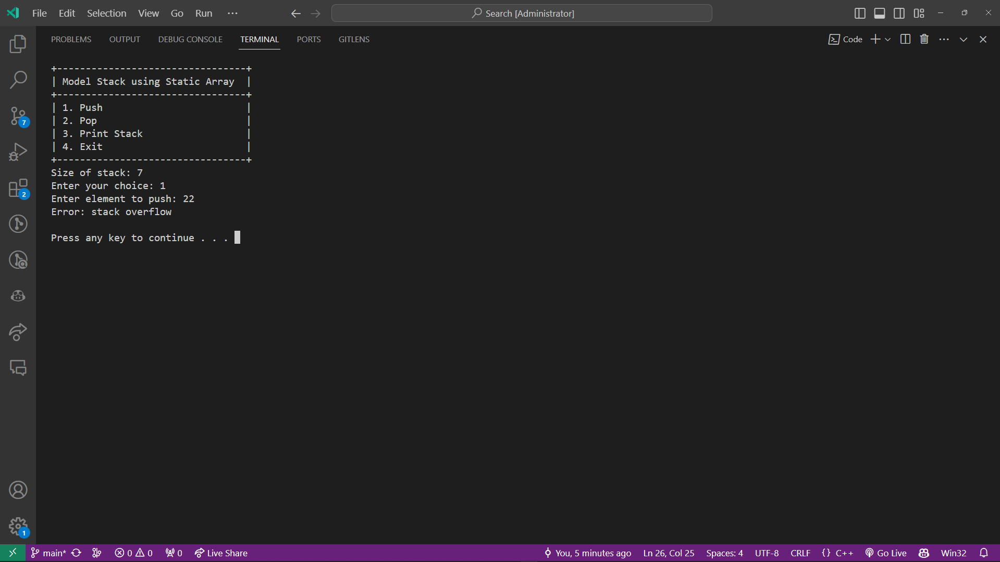 File Edit Selection View Go Run ··· Search [Administrator]
PROBLEMS OUTPUT DEBUG CONSOLE TERMINAL PORTS GITLENS Code
+---------------------------------+
| Model Stack using Static Array  |
+---------------------------------+
| 1. Push                         |
| 2. Pop                          |
| 3. Print Stack                  |
| 4. Exit                         |
+---------------------------------+
Size of stack: 7
Enter your choice: 1
Enter element to push: 22
Error: stack overflow
Press any key to continue . . .
7
2
1
main* 0 0 0 Live Share You, 5 minutes ago Ln 26, Col 25 Spaces: 4 UTF-8 CRLF {} C++ Go Live Win32